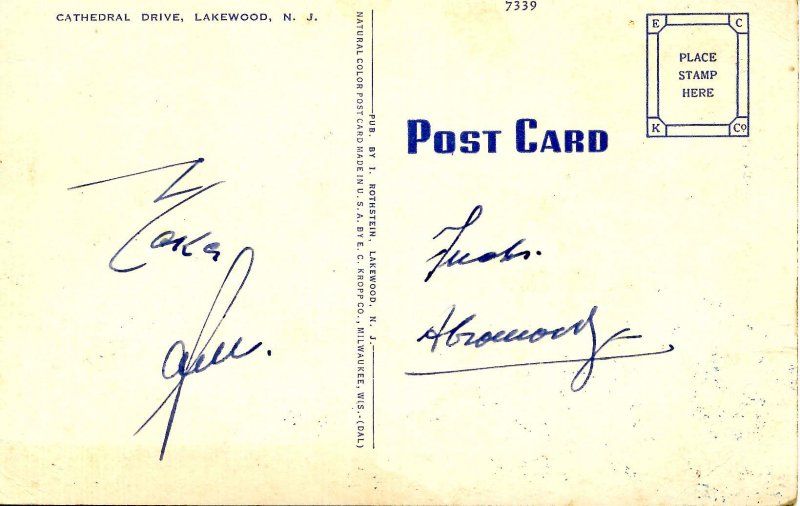 CATHEDRAL DRIVE, LAKEWOOD, N. J.
7339
E C
PLACE
STAMP
HERE
K Co
POST CARD
PUB. BY I. ROTHSTEIN, LAKEWOOD, N. J.
NATURAL COLOR POST CARD MADE IN U. S. A. BY E. C. KROPP CO., MILWAUKEE, WIS.-(DAL)